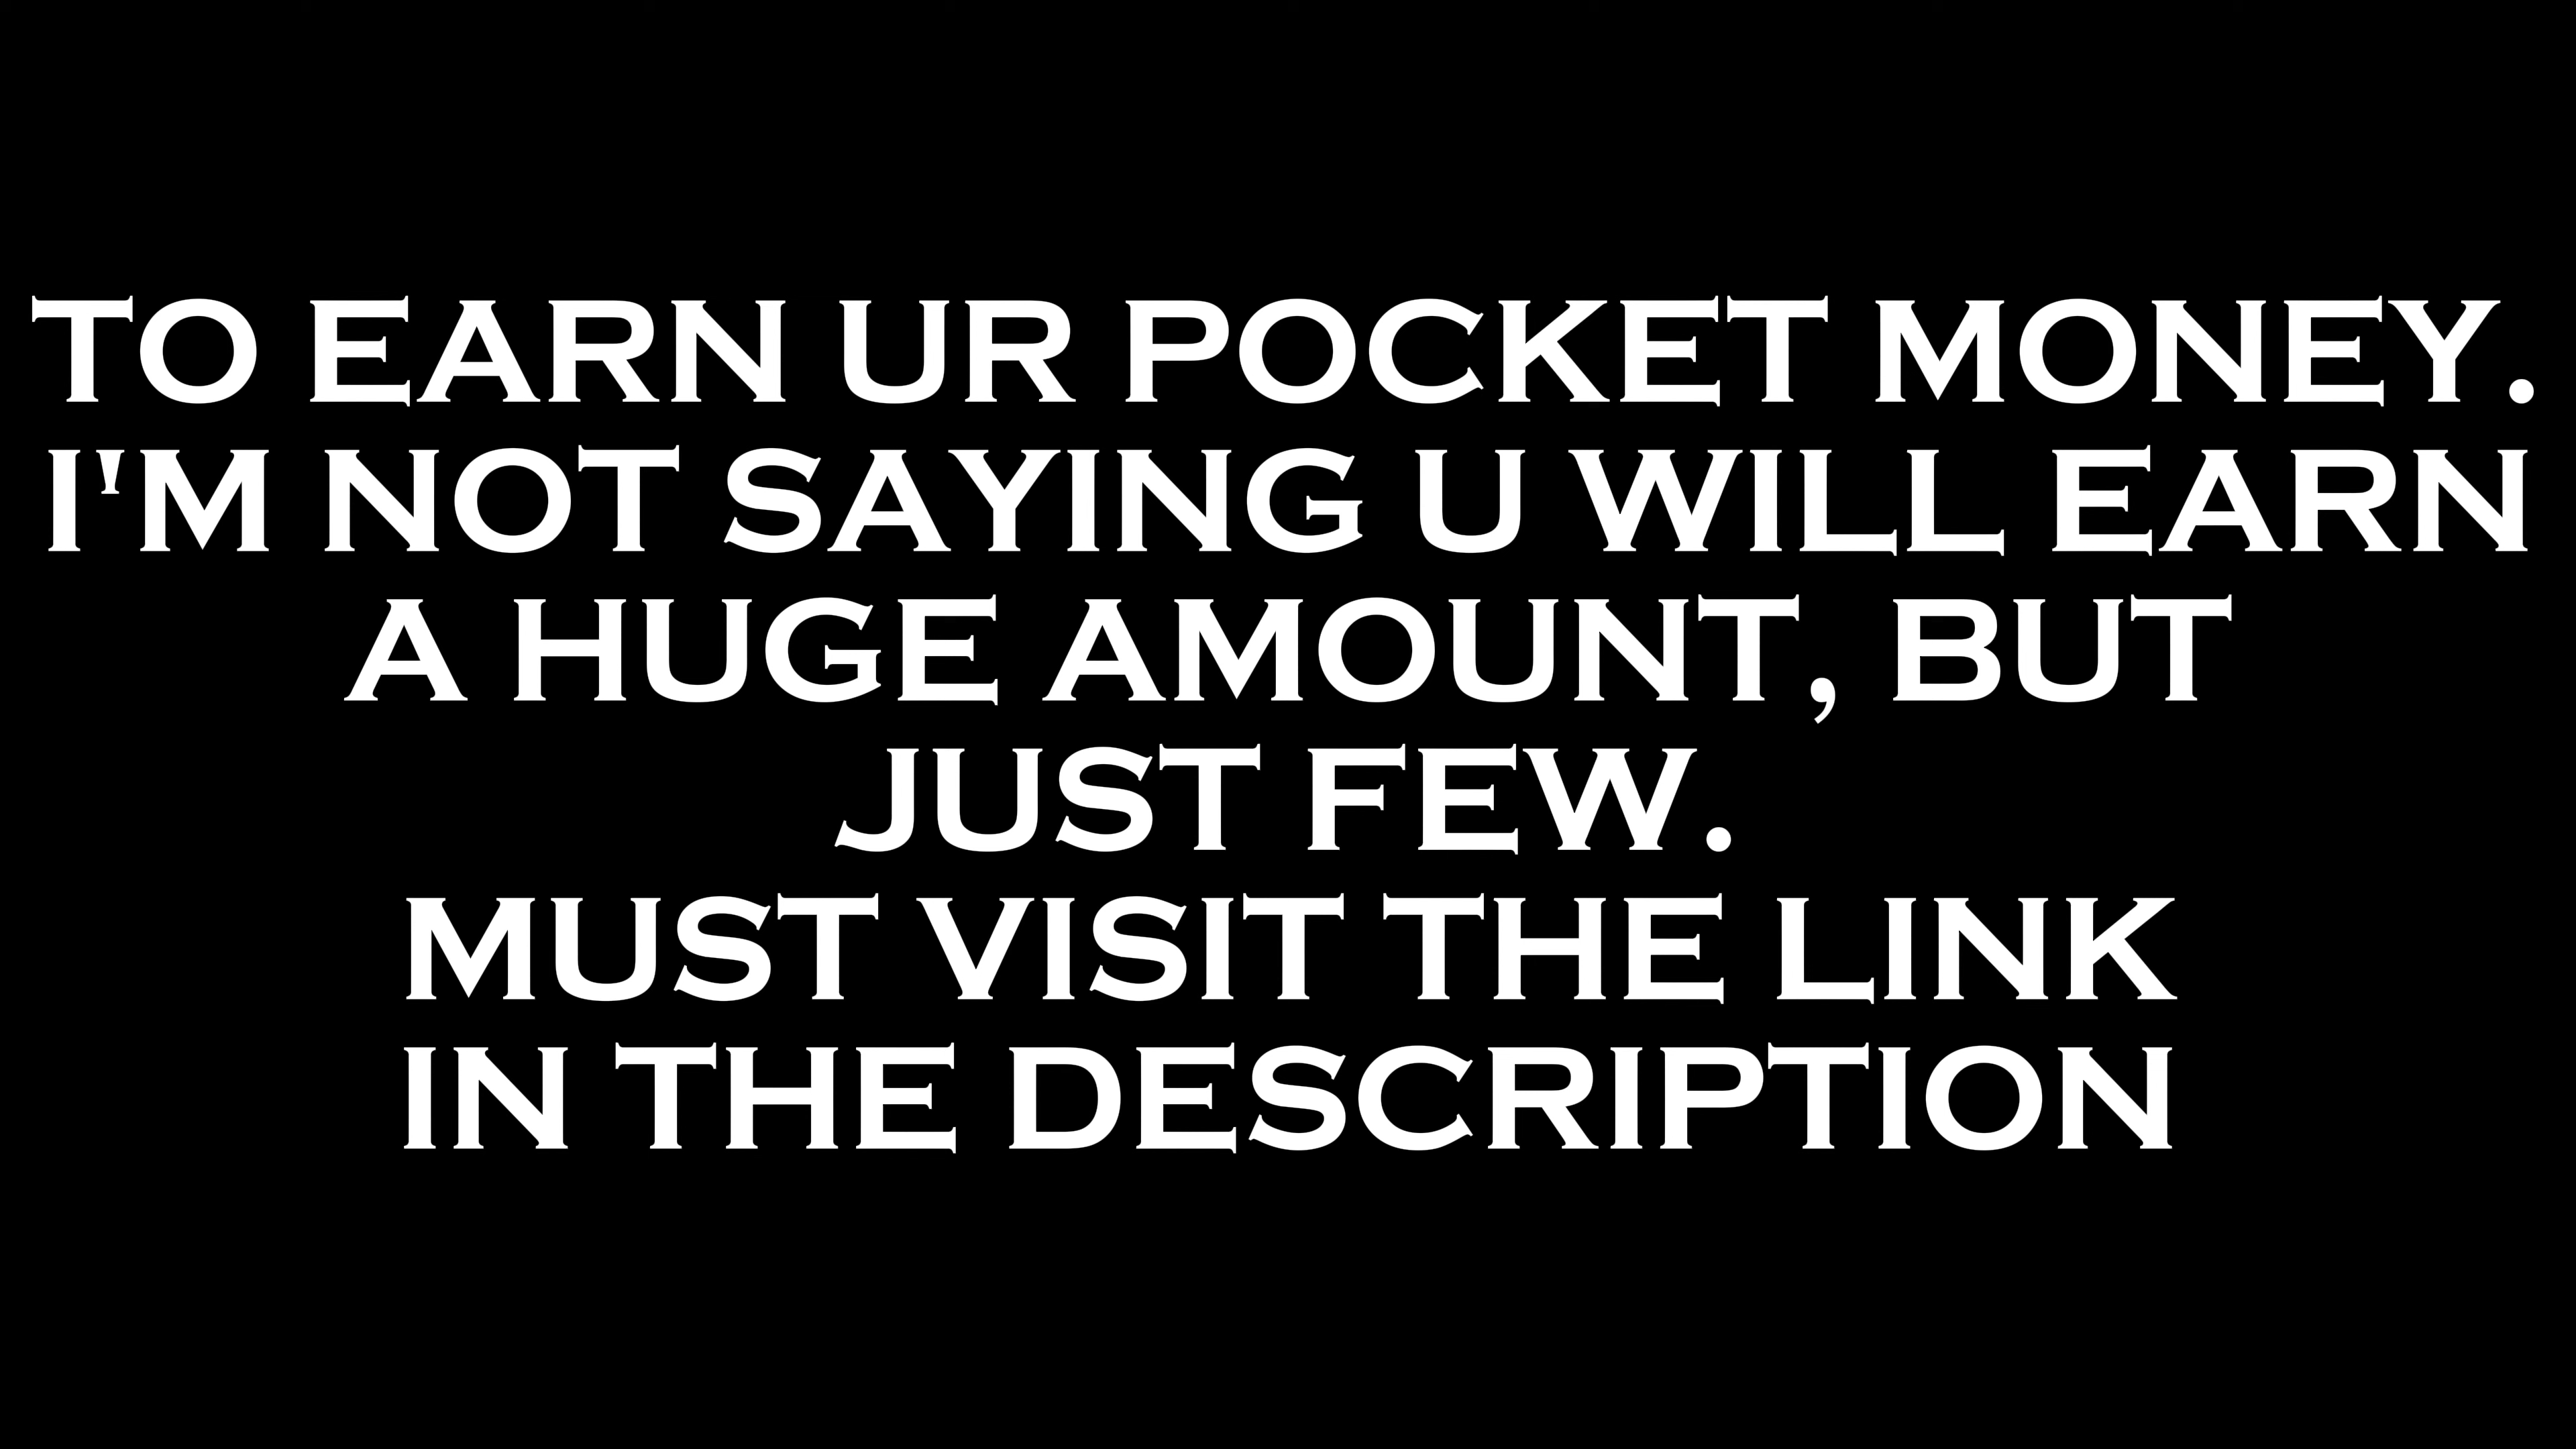 TO EARN UR POCKET MONEY.
I'M NOT SAYING U WILL EARN
A HUGE AMOUNT, BUT
JUST FEW.
MUST VISIT THE LINK
IN THE DESCRIPTION